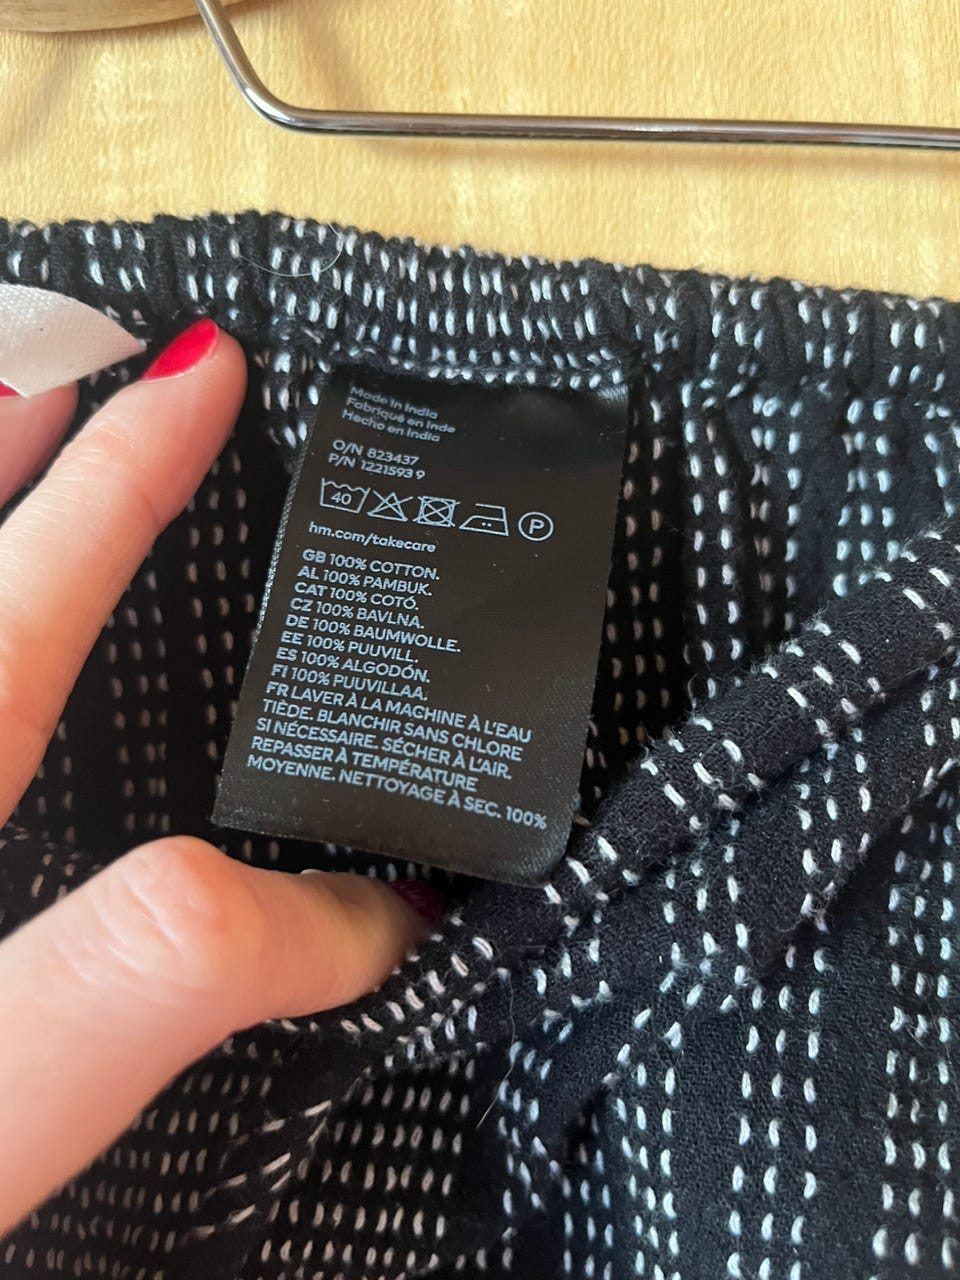 Made in India
Fabriqué en Inde
Hecho en India
O/N 823437
P/N 1221593 9
40 P
hm.com/takecare
GB 100% COTTON.
AL 100% PAMBUK.
CAT 100% COTÓ.
CZ 100% BAVLNA.
DE 100% BAUMWOLLE.
EE 100% PUUVILL.
ES 100% ALGODÓN.
FI 100% PUUVILLAA.
FR LAVER À LA MACHINE À L'EAU
TIÈDE. BLANCHIR SANS CHLORE
SI NÉCESSAIRE. SÉCHER À L'AIR.
REPASSER À TEMPÉRATURE
MOYENNE. NETTOYAGE À SEC. 100%